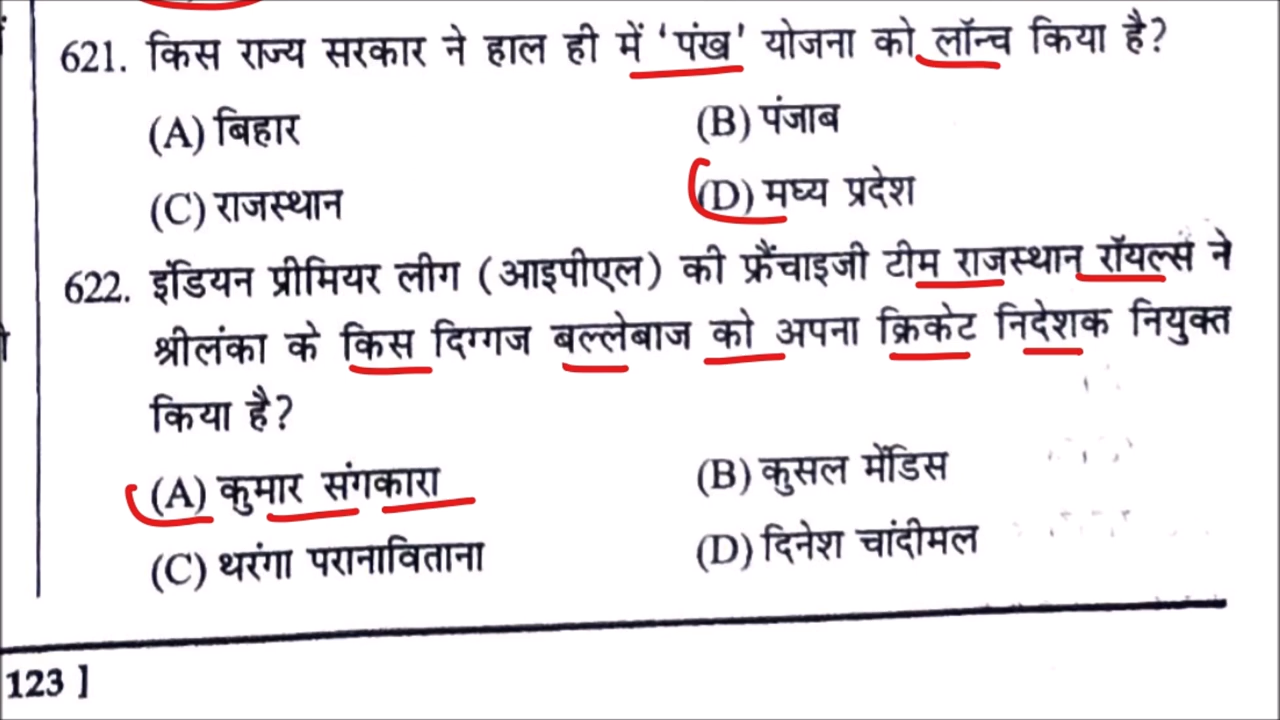 621. किस राज्य सरकार ने हाल ही में 'पंख' योजना को लॉन्च किया है?
(A) बिहार (B) पंजाब
(C) राजस्थान (D) मघ्य प्रदेश
622. इंडियन प्रीमियर लीग (आइपीएल) की फ्रैंचाइजी टीम राजस्थान रॉयल्स ने
श्रीलंका के किस दिग्गज बल्लेबाज को अपना क्रिकेट निदेशक नियुक्त
किया है?
(A) कुमार संगकारा (B) कुसल मेंडिस
(C) थरंगा परानाविताना (D) दिनेश चांदीमल
123 ]